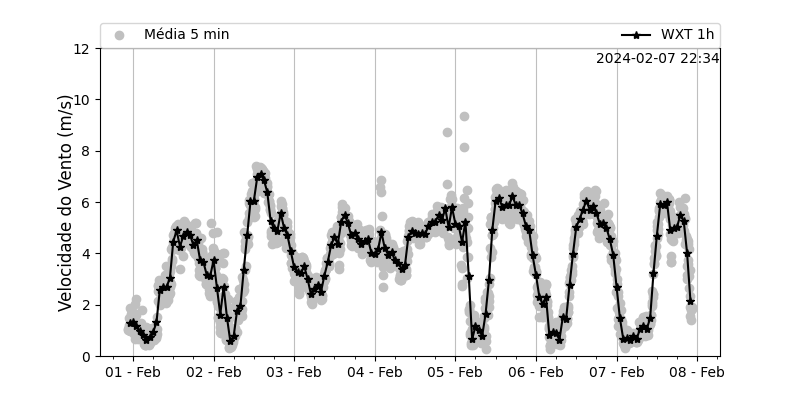 Média 5 min
WXT 1h
2024-02-07 22:34
Velocidade do Vento (m/s)
12
10
8
6
4
2
0
01 - Feb
02 - Feb
03 - Feb
04 - Feb
05 - Feb
06 - Feb
07 - Feb
08 - Feb